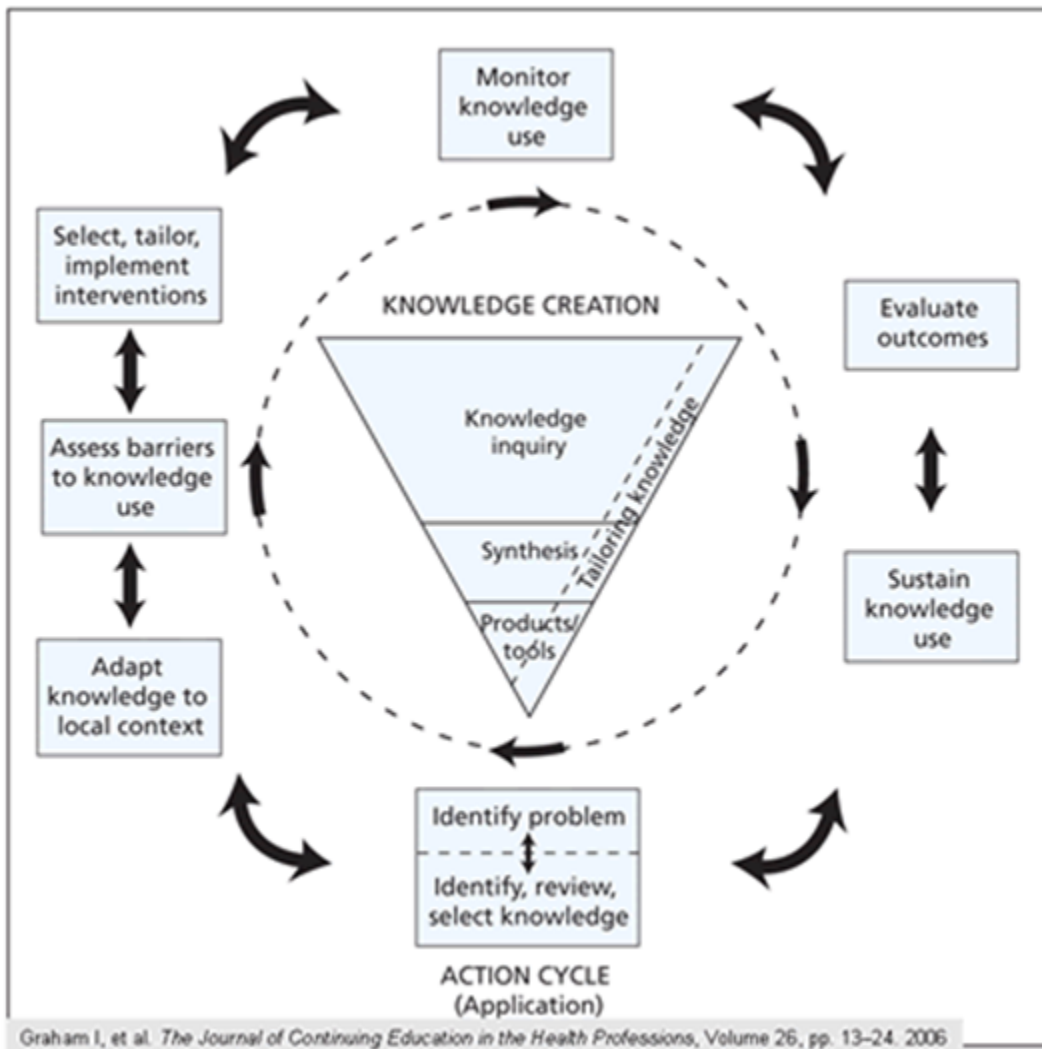 Monitor
knowledge
use
Select, tailor,
implement
interventions
Evaluate
outcomes
KNOWLEDGE CREATION
Knowledge
inquiry
Tailoring knowledge
Assess barriers
to knowledge
use
Synthesis
Sustain
knowledge
use
Products/
tools
Adapt
knowledge to
local context
Identify problem
Identify, review,
select knowledge
ACTION CYCLE
(Application)
Graham I, et al. The Journal of Continuing Education in the Health Professions, Volume 26, pp. 13–24. 2006